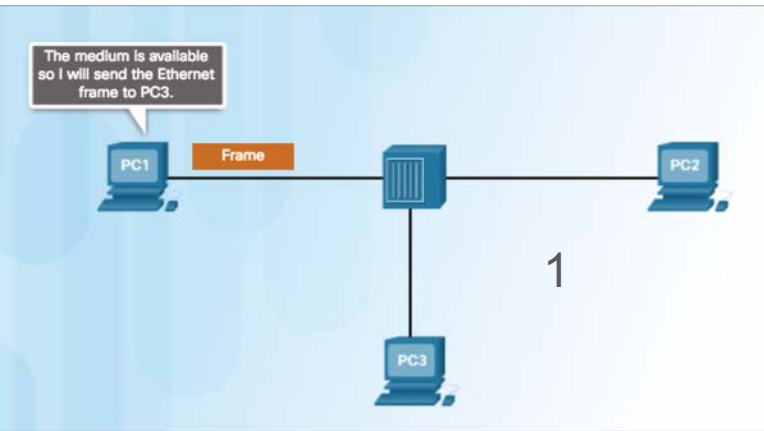 The medium is available
so I will send the Ethernet
frame to PC3.
PC1
Frame
PC2
1
PC3